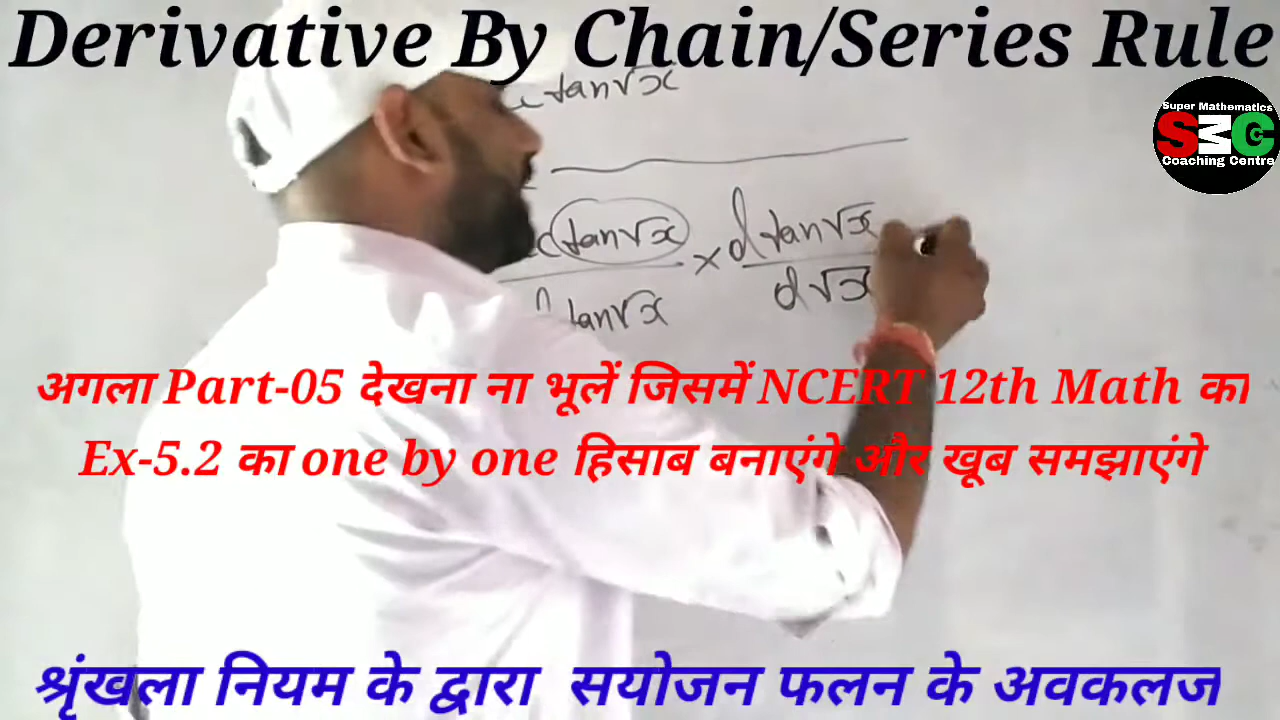 Derivative By Chain/Series Rule
Super Mathematics
SMC
Coaching Centre
tan√x
(tan√x) × d tan√x
tan√x d√x
अगला Part-05 देखना ना भूलें जिसमें NCERT 12th Math का
Ex-5.2 का one by one हिसाब बनाएंगे और खूब समझाएंगे
श्रृंखला नियम के द्वारा सयोजन फलन के अवकलज